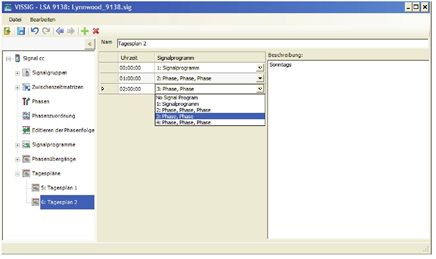 VISSIG - LSA 9138: Lynnwood_9138.sig
Datei Bearbeiten
Signal cc
Signalgruppen
Zwischenzeitmatrizen
Phasen
Phasenzuordnung
Editieren der Phasenfolge
Signalprogramme
Phasenübergänge
Tagespläne
5: Tagesplan 1
6: Tagesplan 2
Nam Tagesplan 2
Uhrzeit Signalprogramm
00:00:00 1: Signalprogramm
01:00:00 2: Phase, Phase, Phase
02:00:00 3: Phase, Phase
No Signal Program
1: Signalprogramm
2: Phase, Phase, Phase
3: Phase, Phase
4: Phase, Phase, Phase
Beschreibung:
Sonntags